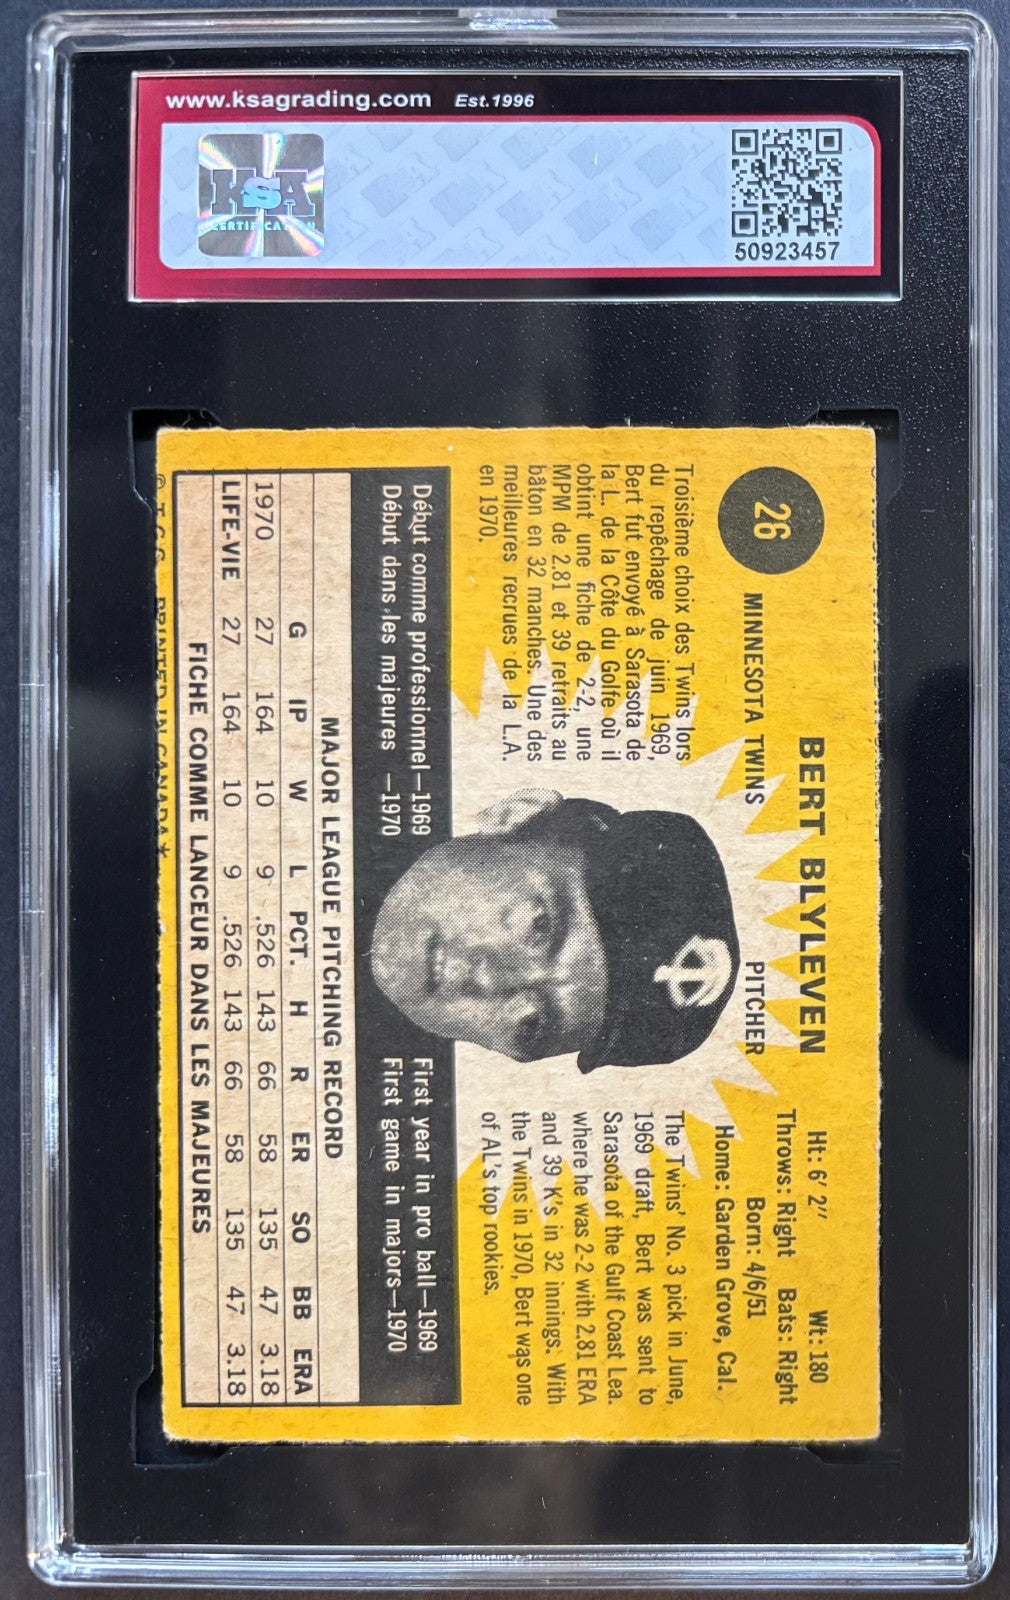 www.ksagrading.com Est.1996
KSA
CERTIFICATION
50923457
26
BERT BLYLEVEN
MINNESOTA TWINS
PITCHER
Ht: 6' 2" Wt: 180
Throws: Right Bats: Right
Born: 4/6/51
Home: Garden Grove, Cal.
Troisième choix des Twins lors
du repêchage de juin 1969,
Bert fut envoyé à Sarasota de
la L. de la Côte du Golfe où il
obtint une fiche de 2-2, une
MPM de 2.81 et 39 retraits au
bâton en 32 manches. Une des
meilleures recrues de la L.A.
en 1970.
The Twins' No. 3 pick in June,
1969 draft, Bert was sent to
Sarasota of the Gulf Coast Lea.
where he was 2-2 with 2.81 ERA
and 39 K's in 32 innings. With
the Twins in 1970, Bert was one
of AL's top rookies.
Début comme professionnel—1969
Début dans les majeures —1970
First year in pro ball—1969
First game in majors—1970
MAJOR LEAGUE PITCHING RECORD
G IP W L PCT. H R ER SO BB ERA
1970 27 164 10 9 .526 143 66 58 135 47 3.18
LIFE-VIE 27 164 10 9 .526 143 66 58 135 47 3.18
FICHE COMME LANCEUR DANS LES MAJEURES
© T.C.G. PRINTED IN CANADA*